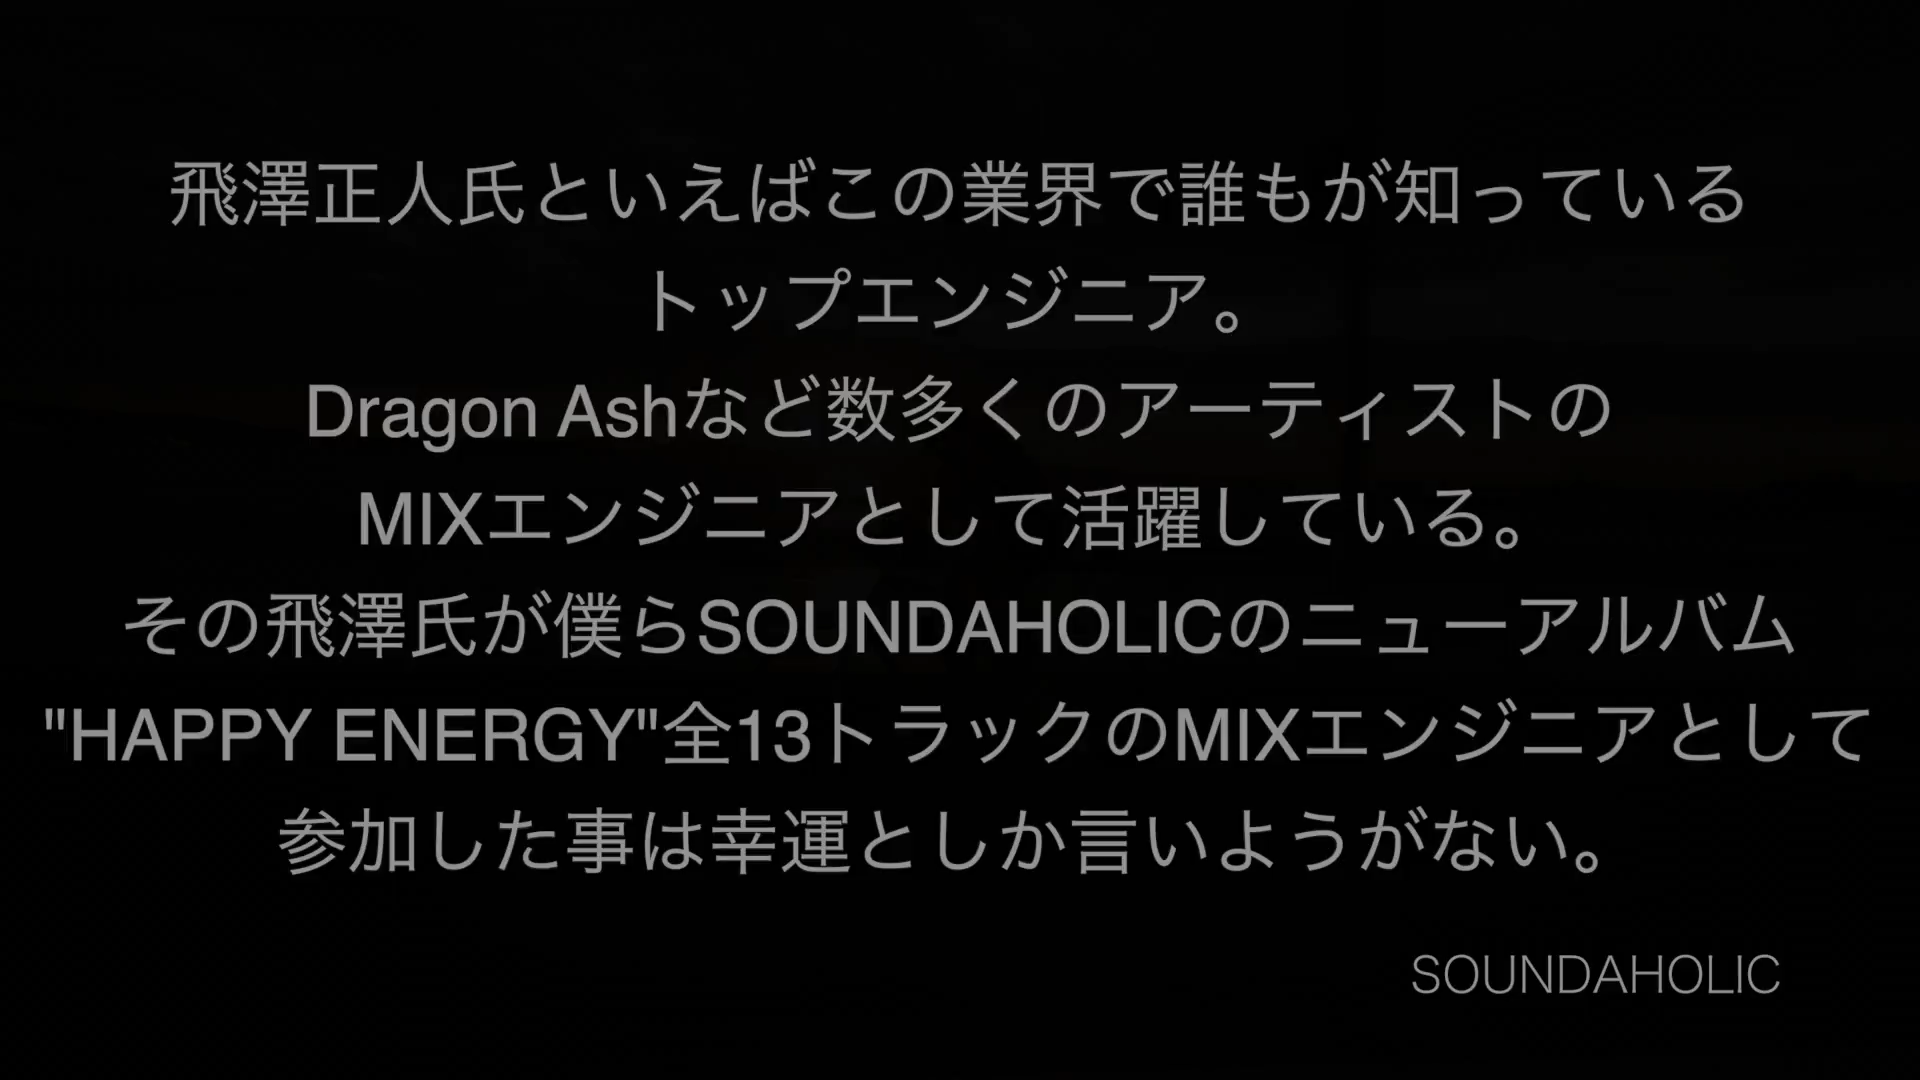 飛澤正人氏といえばこの業界で誰もが知っている
トップエンジニア。
Dragon Ashなど数多くのアーティストの
MIXエンジニアとして活躍している。
その飛澤氏が僕らSOUNDAHOLICのニューアルバム
"HAPPY ENERGY"全13トラックのMIXエンジニアとして
参加した事は幸運としか言いようがない。
SOUNDAHOLIC